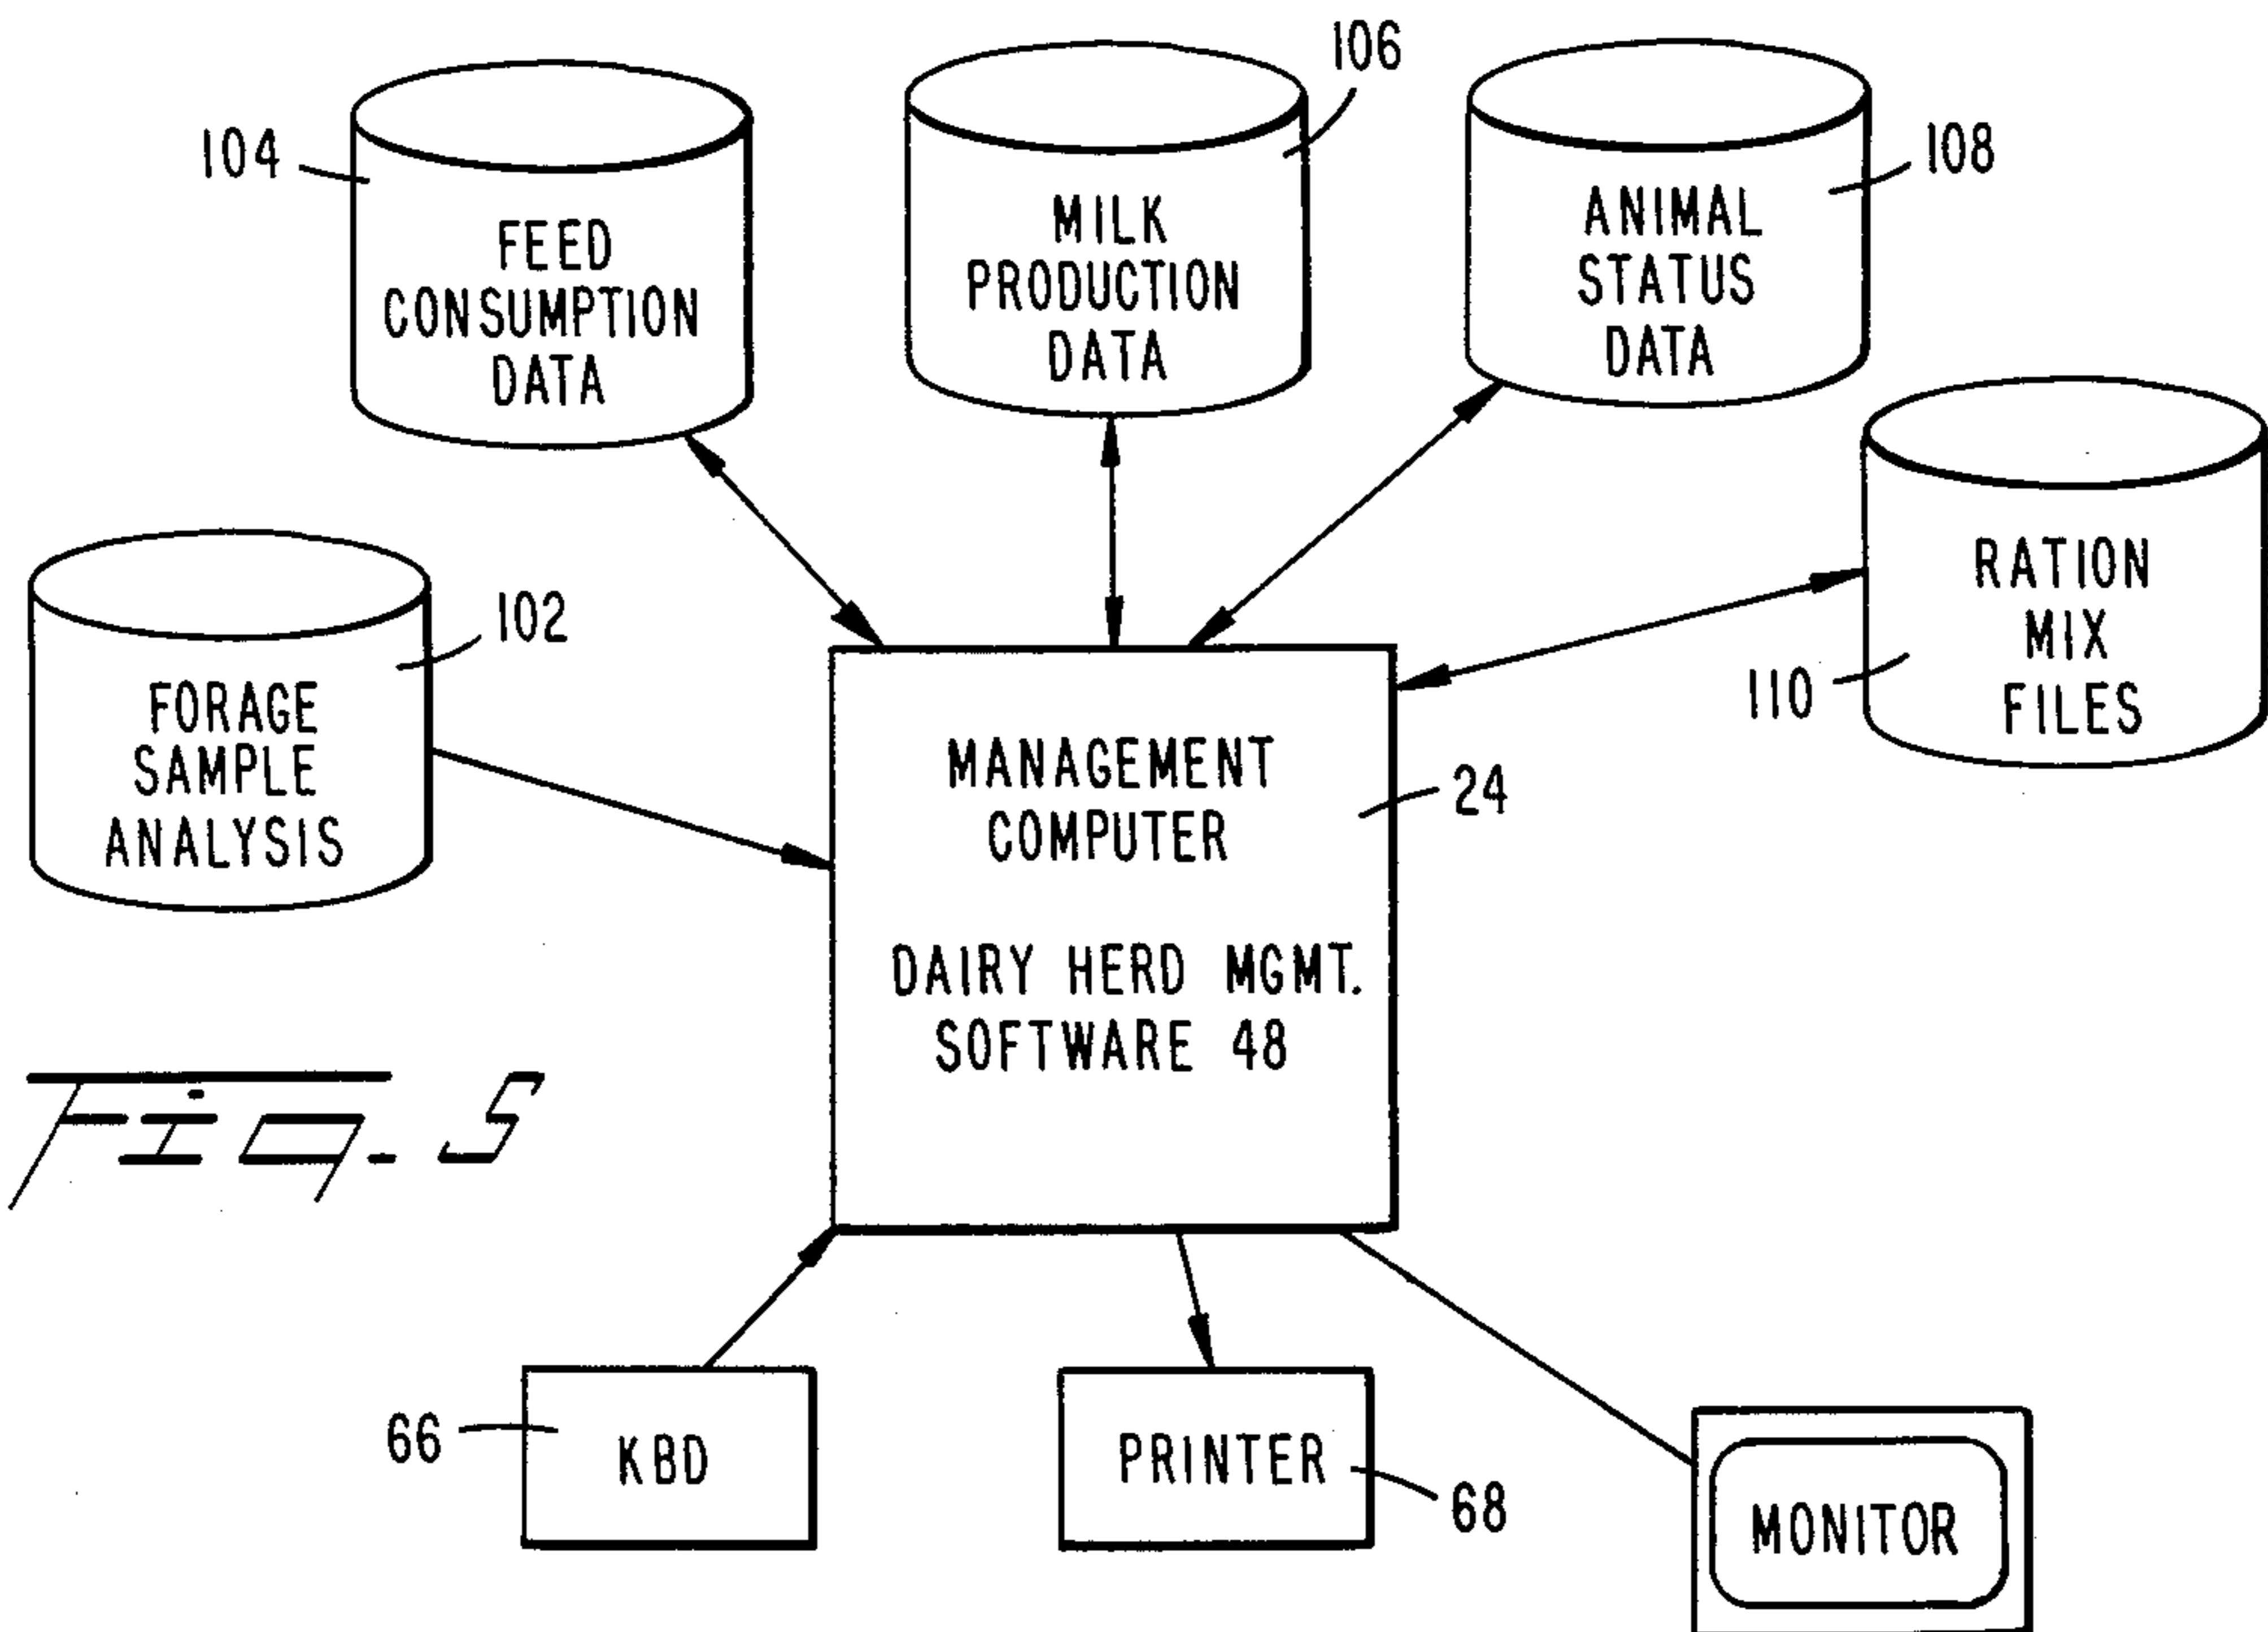 106
104
108
FEED
CONSUMPTION
DATA
MILK
PRODUCTION
DATA
ANIMAL
STATUS
DATA
102
FORAGE
SAMPLE
ANALYSIS
RATION
MIX
FILES
110
MANAGEMENT
COMPUTER
24
DAIRY HERD MGMT.
SOFTWARE 48
Fig. 5
66
KBD
PRINTER
68
MONITOR